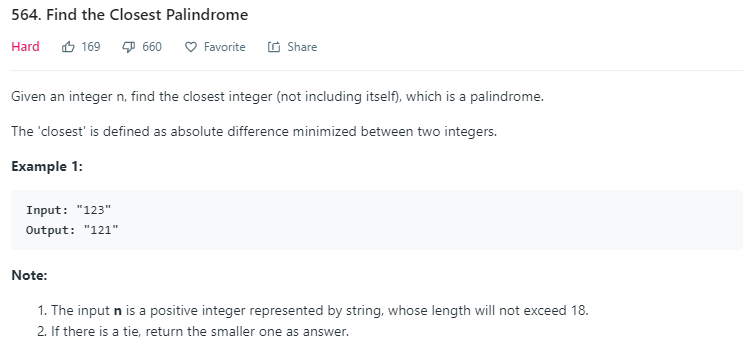 564. Find the Closest Palindrome
Hard 169 660 Favorite Share
Given an integer n, find the closest integer (not including itself), which is a palindrome.
The 'closest' is defined as absolute difference minimized between two integers.
Example 1:
Input: "123"
Output: "121"
Note:
1. The input n is a positive integer represented by string, whose length will not exceed 18.
2. If there is a tie, return the smaller one as answer.